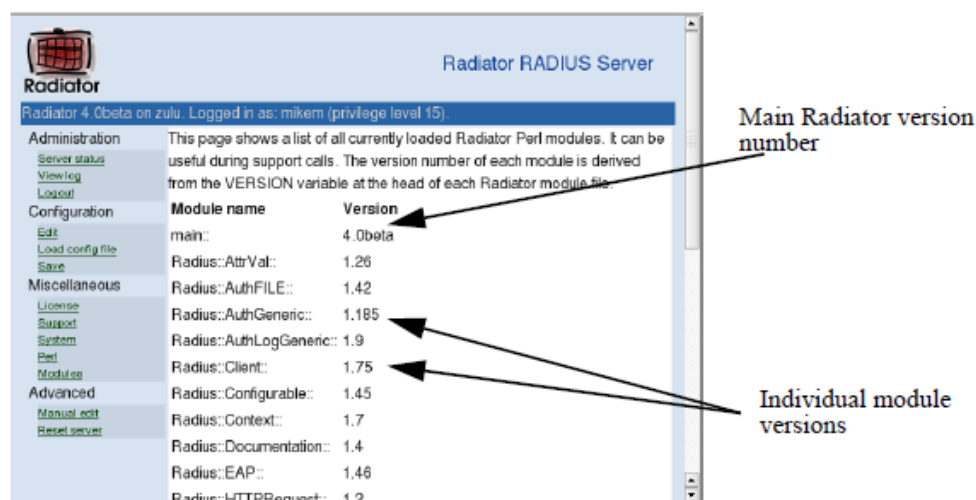 Radiator
Radiator RADIUS Server
Radiator 4.0beta on zulu. Logged in as: mikem (privilege level 15).
Administration
Server status
View log
Logout
Configuration
Edit
Load config file
Save
Miscellaneous
License
Support
System
Perl
Modules
Advanced
Manual edit
Reset server
This page shows a list of all currently loaded Radiator Perl modules. It can be
useful during support calls. The version number of each module is derived
from the VERSION variable at the head of each Radiator module file.
Module name Version
main:: 4.0beta
Radius::AttrVal:: 1.26
Radius::AuthFILE:: 1.42
Radius::AuthGeneric:: 1.185
Radius::AuthLogGeneric:: 1.9
Radius::Client:: 1.75
Radius::Configurable:: 1.45
Radius::Context:: 1.7
Radius::Documentation:: 1.4
Radius::EAP:: 1.46
Radius::HTTPRequest:: 1.2
Main Radiator version
number
Individual module
versions